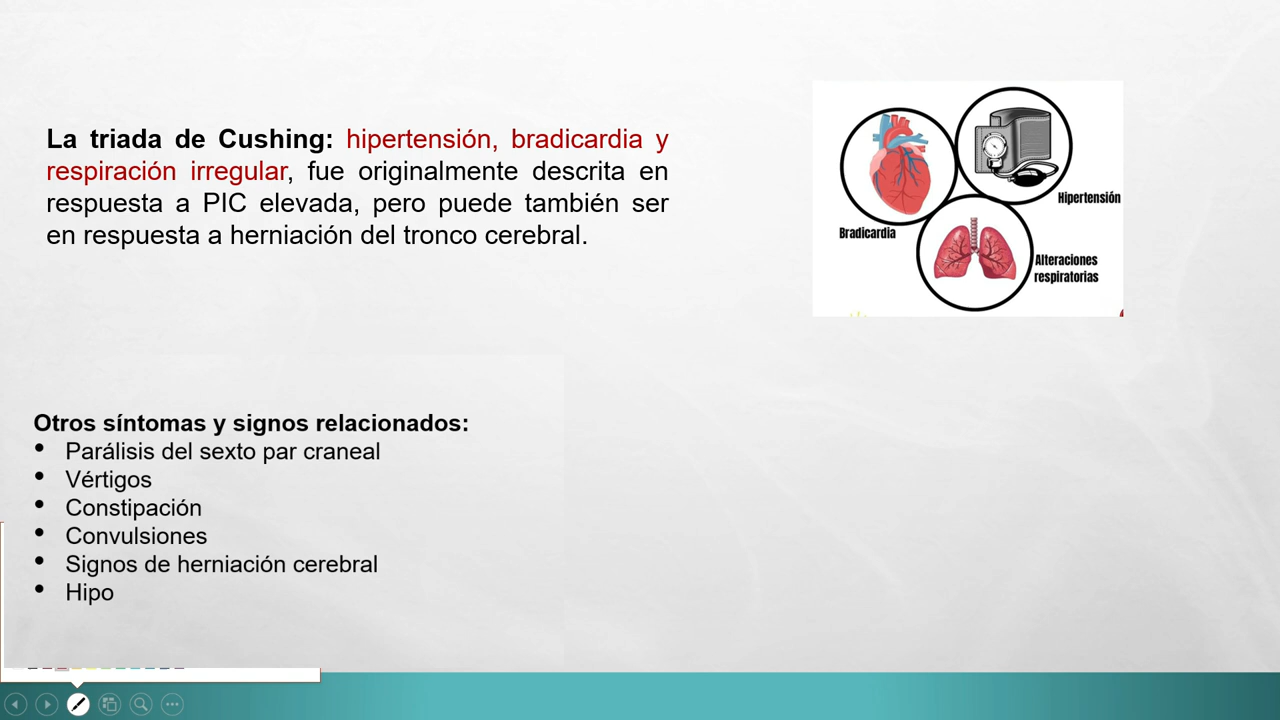 La triada de Cushing: hipertensión, bradicardia y
respiración irregular, fue originalmente descrita en
respuesta a PIC elevada, pero puede también ser
en respuesta a herniación del tronco cerebral.
Hipertensión
Bradicardia
Alteraciones
respiratorias
Otros síntomas y signos relacionados:
• Parálisis del sexto par craneal
• Vértigos
• Constipación
• Convulsiones
• Signos de herniación cerebral
• Hipo